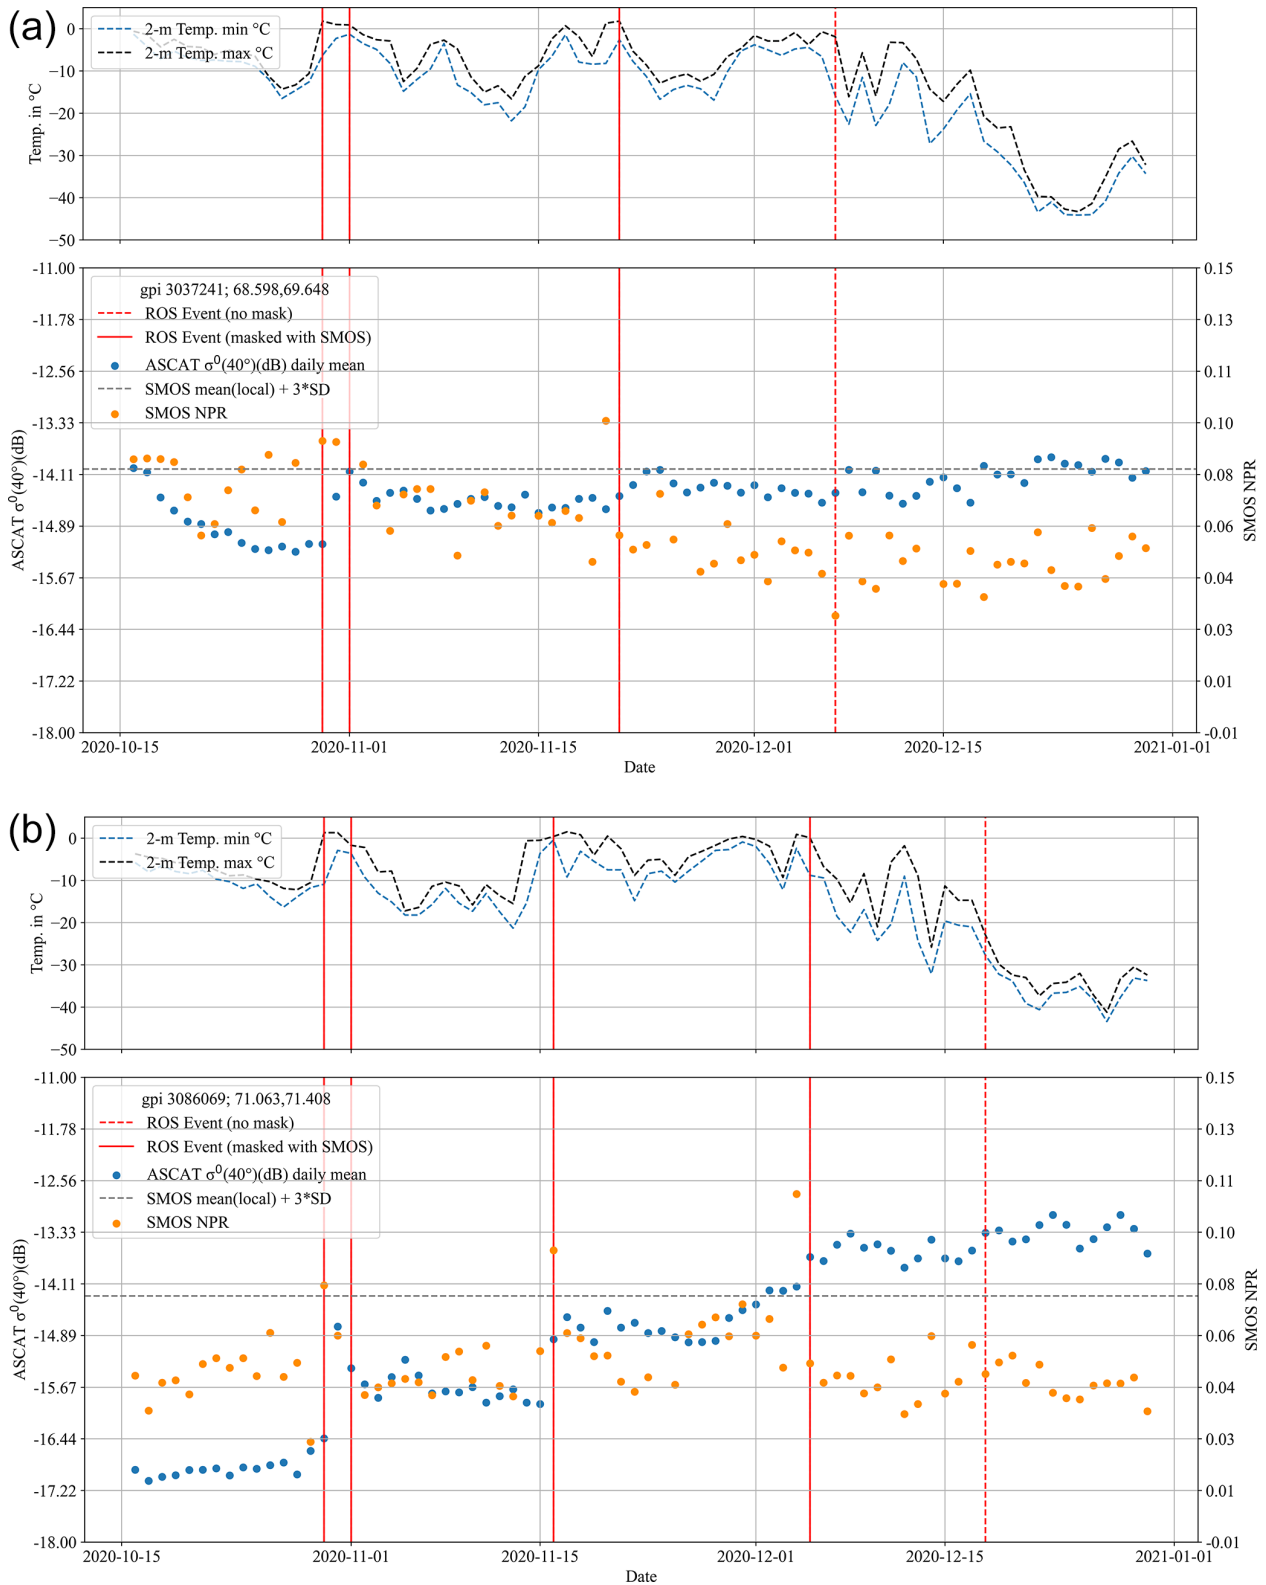 (a)
2-m Temp. min °C
2-m Temp. max °C
Temp. in °C
0
−10
−20
−30
−40
−50
gpi 3037241; 68.598,69.648
ROS Event (no mask)
ROS Event (masked with SMOS)
ASCAT σ⁰(40°)(dB) daily mean
SMOS mean(local) + 3*SD
SMOS NPR
ASCAT σ⁰(40°)(dB)
-11.00
-11.78
-12.56
-13.33
-14.11
-14.89
-15.67
-16.44
-17.22
-18.00
0.15
0.13
0.11
0.10
0.08
0.06
0.04
0.03
0.01
-0.01
SMOS NPR
2020-10-15
2020-11-01
2020-11-15
2020-12-01
2020-12-15
2021-01-01
Date
(b)
2-m Temp. min °C
2-m Temp. max °C
Temp. in °C
0
−10
−20
−30
−40
−50
gpi 3086069; 71.063,71.408
ROS Event (no mask)
ROS Event (masked with SMOS)
ASCAT σ⁰(40°)(dB) daily mean
SMOS mean(local) + 3*SD
SMOS NPR
ASCAT σ⁰(40°)(dB)
-11.00
-11.78
-12.56
-13.33
-14.11
-14.89
-15.67
-16.44
-17.22
-18.00
0.15
0.13
0.11
0.10
0.08
0.06
0.04
0.03
0.01
-0.01
SMOS NPR
2020-10-15
2020-11-01
2020-11-15
2020-12-01
2020-12-15
2021-01-01
Date